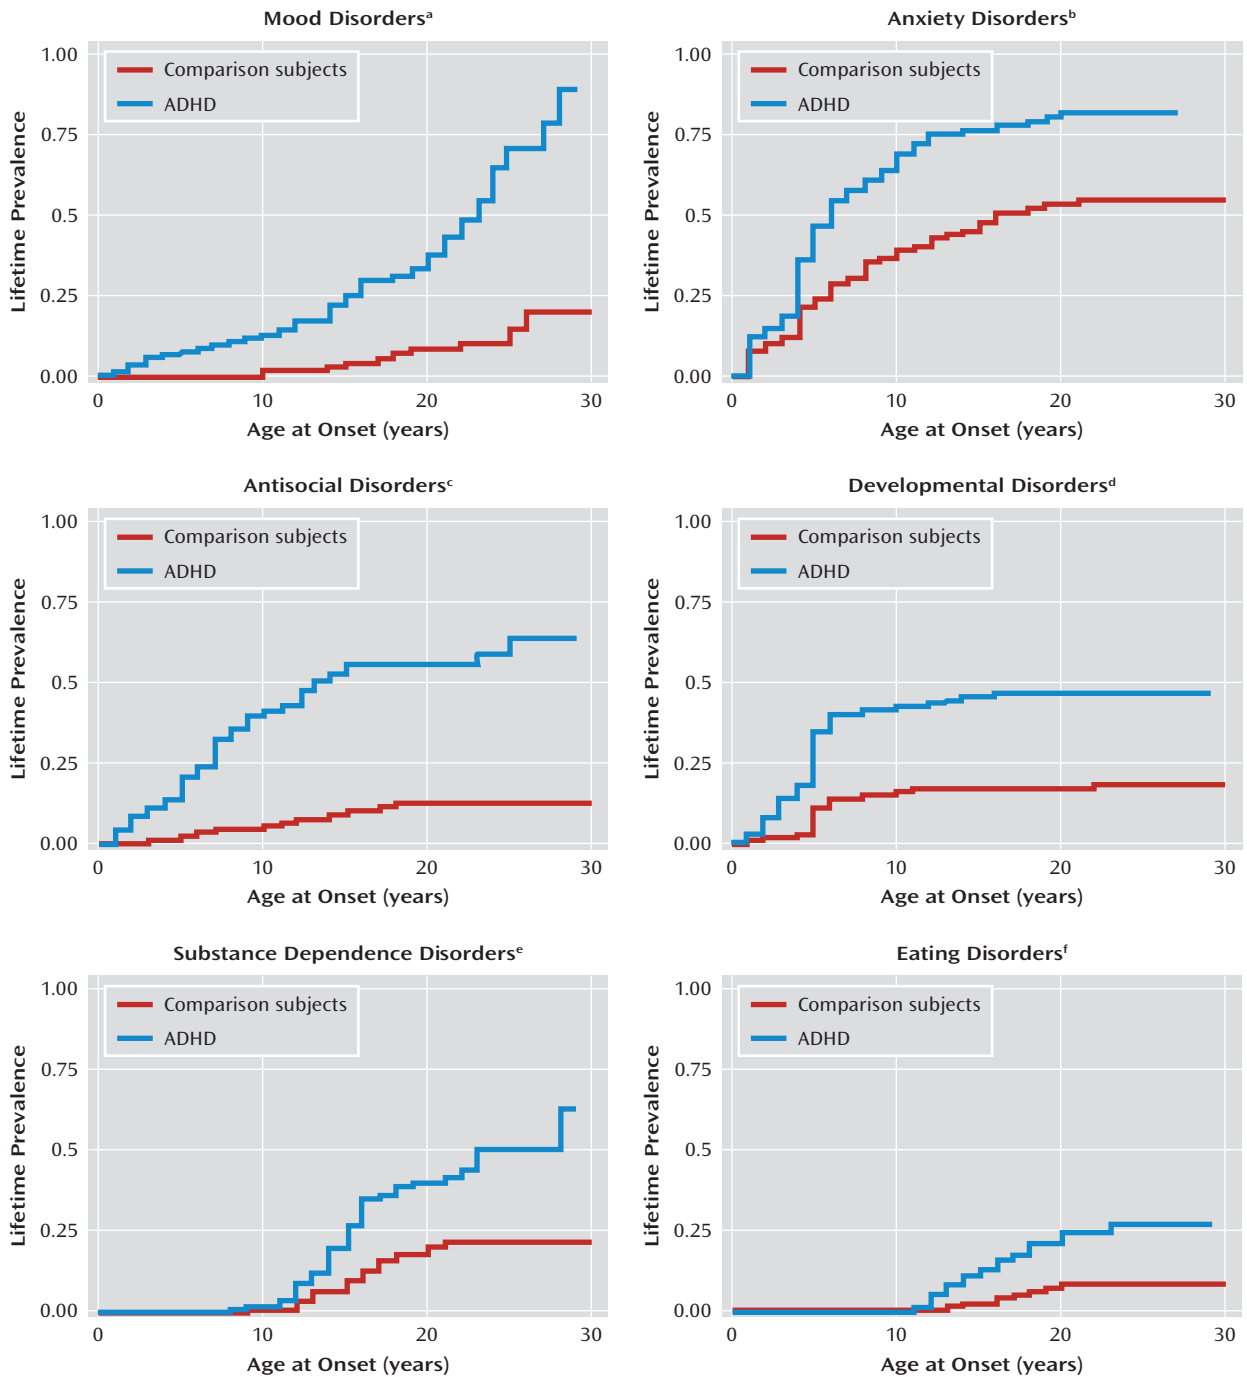 Mood Disordersᵃ
1.00
0.75
0.5
0.25
0.00
Lifetime Prevalence
Comparison subjects
ADHD
0 10 20 30
Age at Onset (years)
Anxiety Disordersᵇ
1.00
0.75
0.5
0.25
0.00
Lifetime Prevalence
Comparison subjects
ADHD
0 10 20 30
Age at Onset (years)
Antisocial Disordersᶜ
1.00
0.75
0.5
0.25
0.00
Lifetime Prevalence
Comparison subjects
ADHD
0 10 20 30
Age at Onset (years)
Developmental Disordersᵈ
1.00
0.75
0.5
0.25
0.00
Lifetime Prevalence
Comparison subjects
ADHD
0 10 20 30
Age at Onset (years)
Substance Dependence Disordersᵉ
1.00
0.75
0.5
0.25
0.00
Lifetime Prevalence
Comparison subjects
ADHD
0 10 20 30
Age at Onset (years)
Eating Disordersᶠ
1.00
0.75
0.5
0.25
0.00
Lifetime Prevalence
Comparison subjects
ADHD
0 10 20 30
Age at Onset (years)